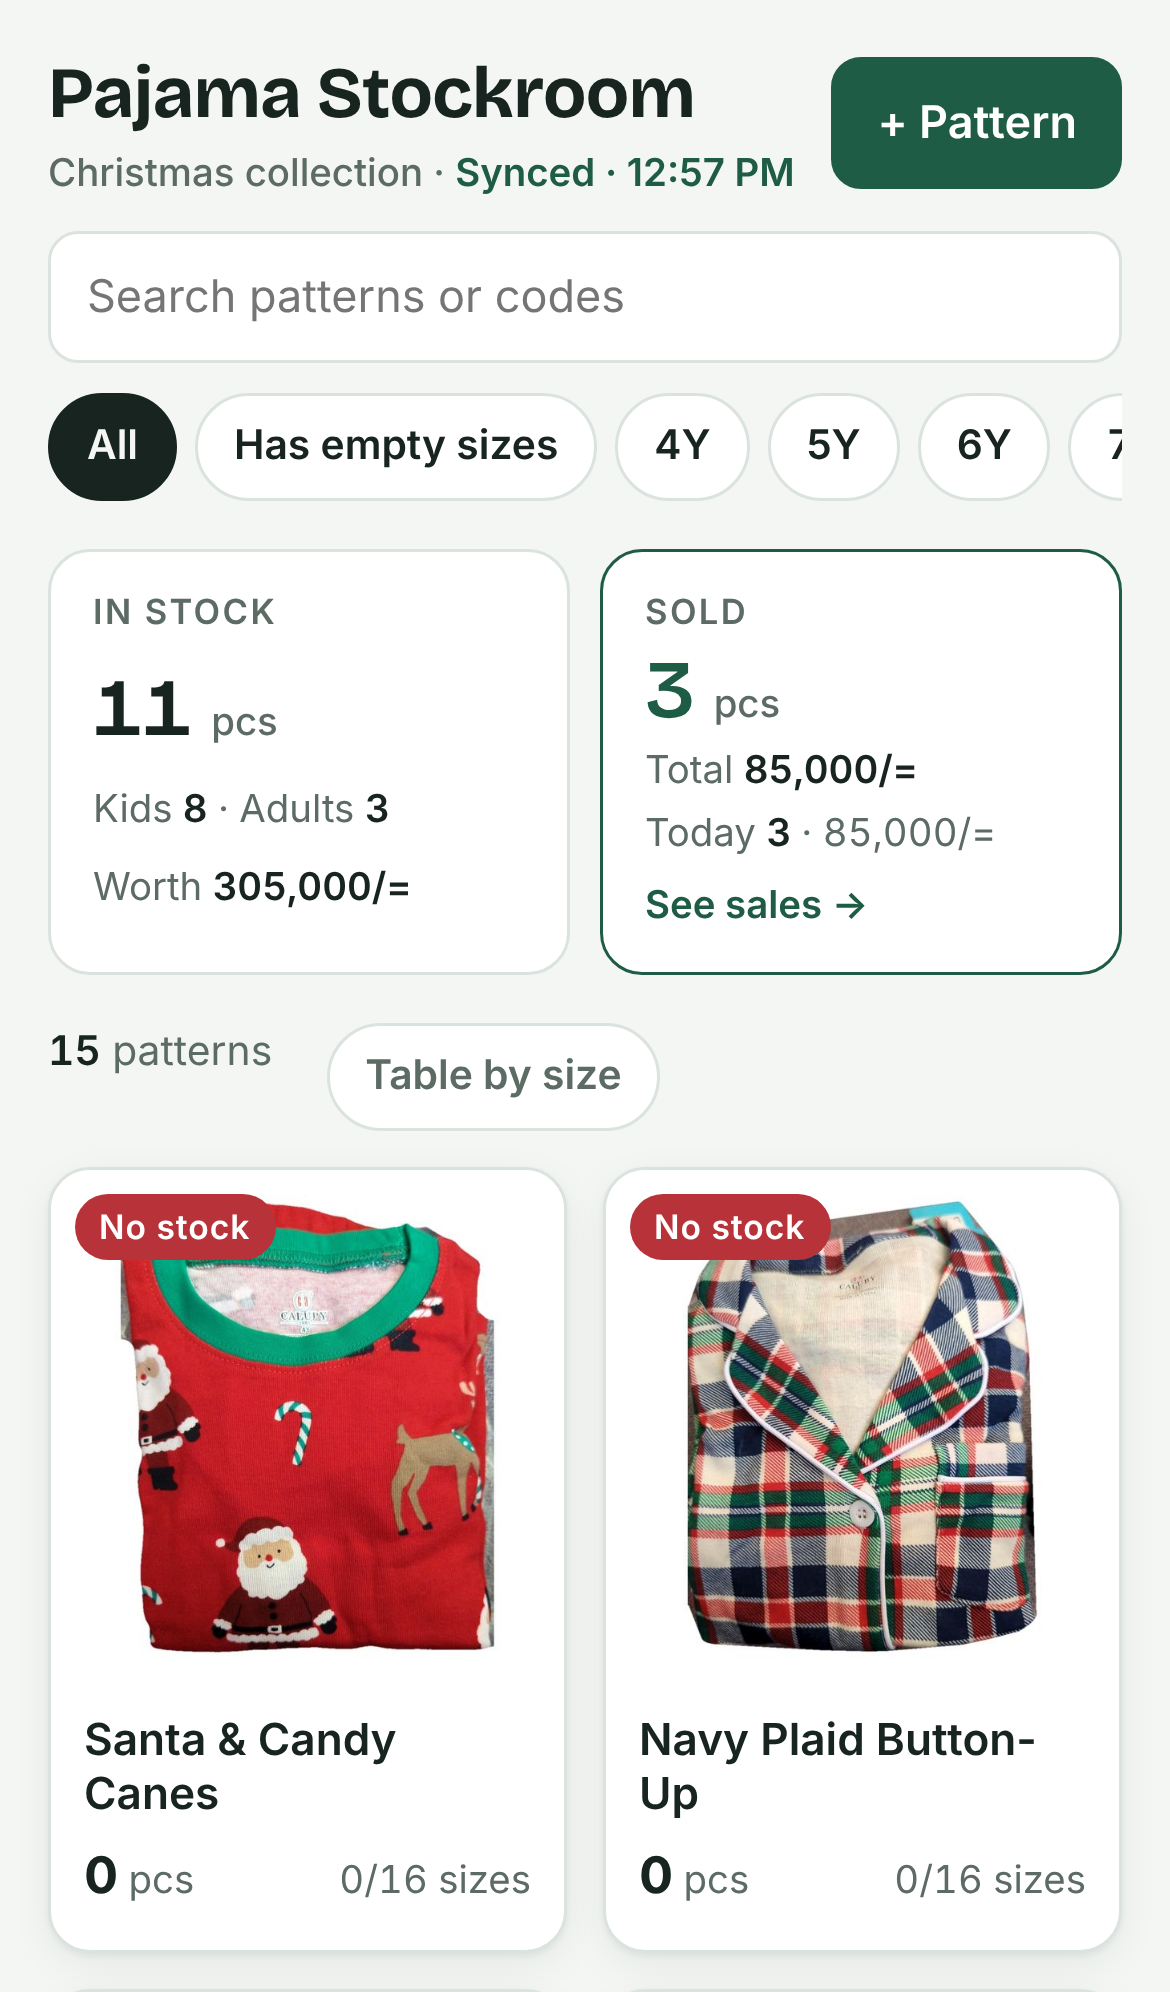 Pajama Stockroom
+ Pattern
Christmas collection · Synced · 12:57 PM
Search patterns or codes
All
Has empty sizes
4Y
5Y
6Y
7
IN STOCK
11 pcs
Kids 8 · Adults 3
Worth 305,000/=
SOLD
3 pcs
Total 85,000/=
Today 3 · 85,000/=
See sales →
15 patterns
Table by size
No stock
CALUBY
Santa & Candy
Canes
0 pcs
0/16 sizes
No stock
CALUBY
Navy Plaid Button-
Up
0 pcs
0/16 sizes